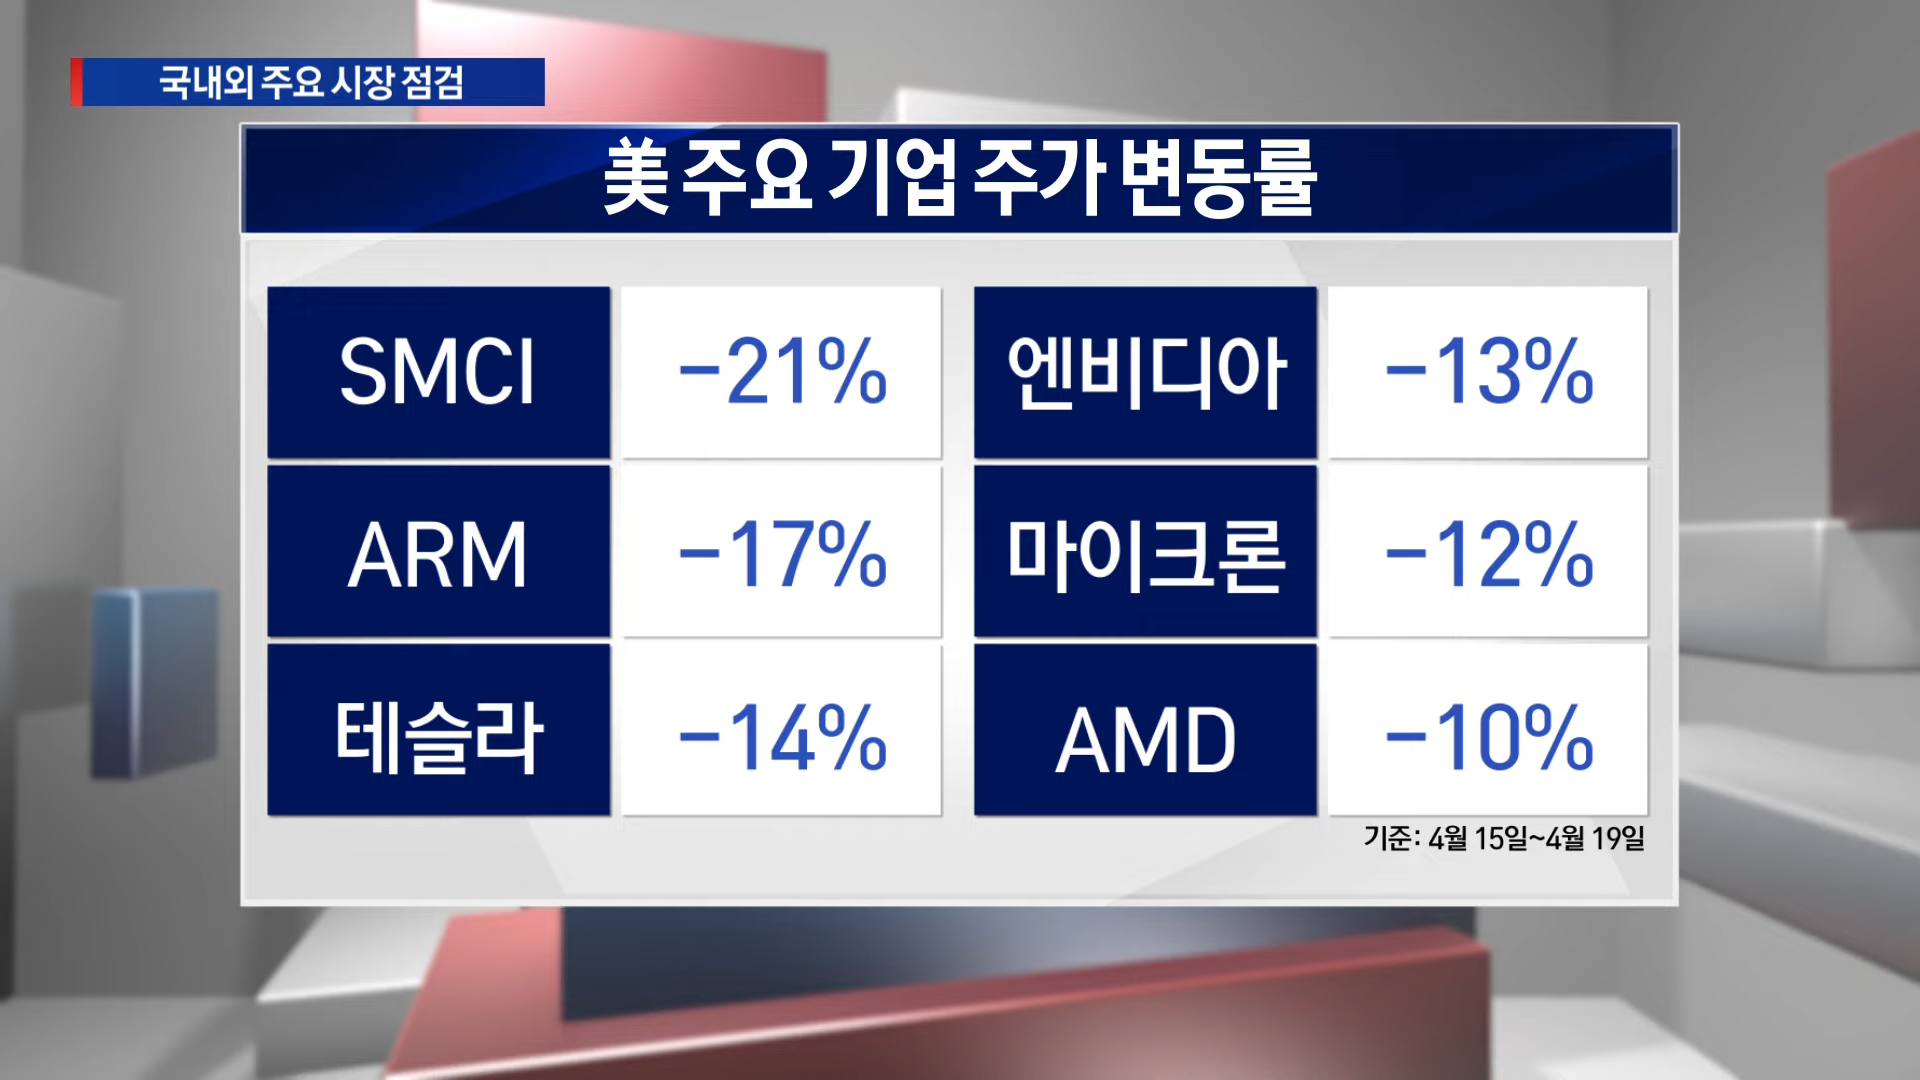 국내외 주요 시장 점검
美 주요 기업 주가 변동률
SMCI -21% 엔비디아 -13%
ARM -17% 마이크론 -12%
테슬라 -14% AMD -10%
기준: 4월 15일~4월 19일